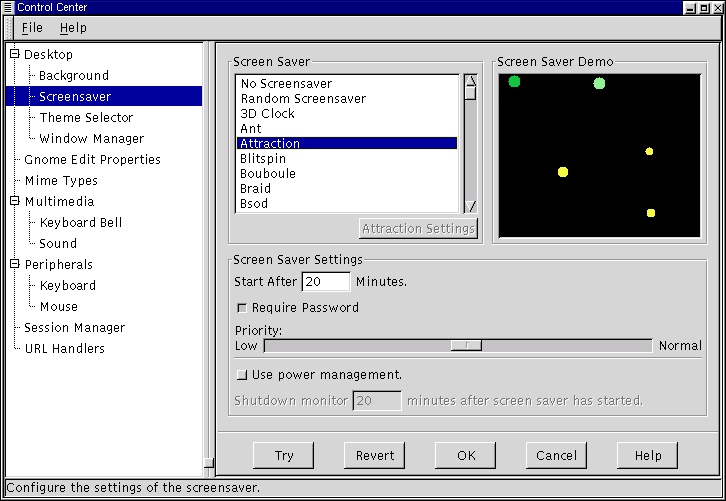 Control Center
File Help
Desktop
Background
Screensaver
Theme Selector
Window Manager
Gnome Edit Properties
Mime Types
Multimedia
Keyboard Bell
Sound
Peripherals
Keyboard
Mouse
Session Manager
URL Handlers
Screen Saver
No Screensaver
Random Screensaver
3D Clock
Ant
Attraction
Blitspin
Bouboule
Braid
Bsod
Attraction Settings
Screen Saver Demo
Screen Saver Settings
Start After 20 Minutes.
Require Password
Priority:
Low Normal
Use power management.
Shutdown monitor 20 minutes after screen saver has started.
Try Revert OK Cancel Help
Configure the settings of the screensaver.